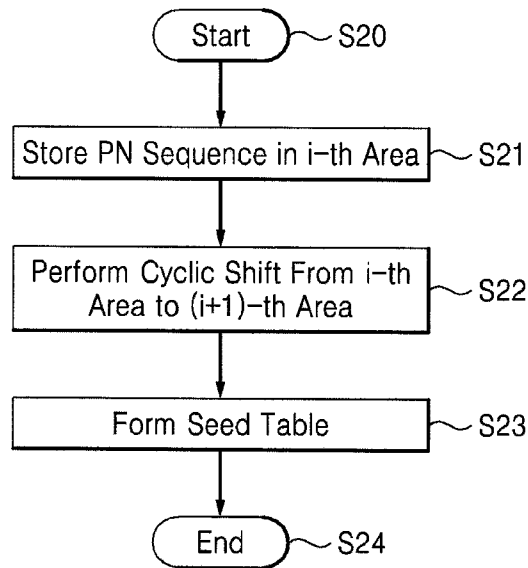 Start S20
Store PN Sequence in i-th Area S21
Perform Cyclic Shift From i-th
Area to (i+1)-th Area S22
Form Seed Table S23
End S24